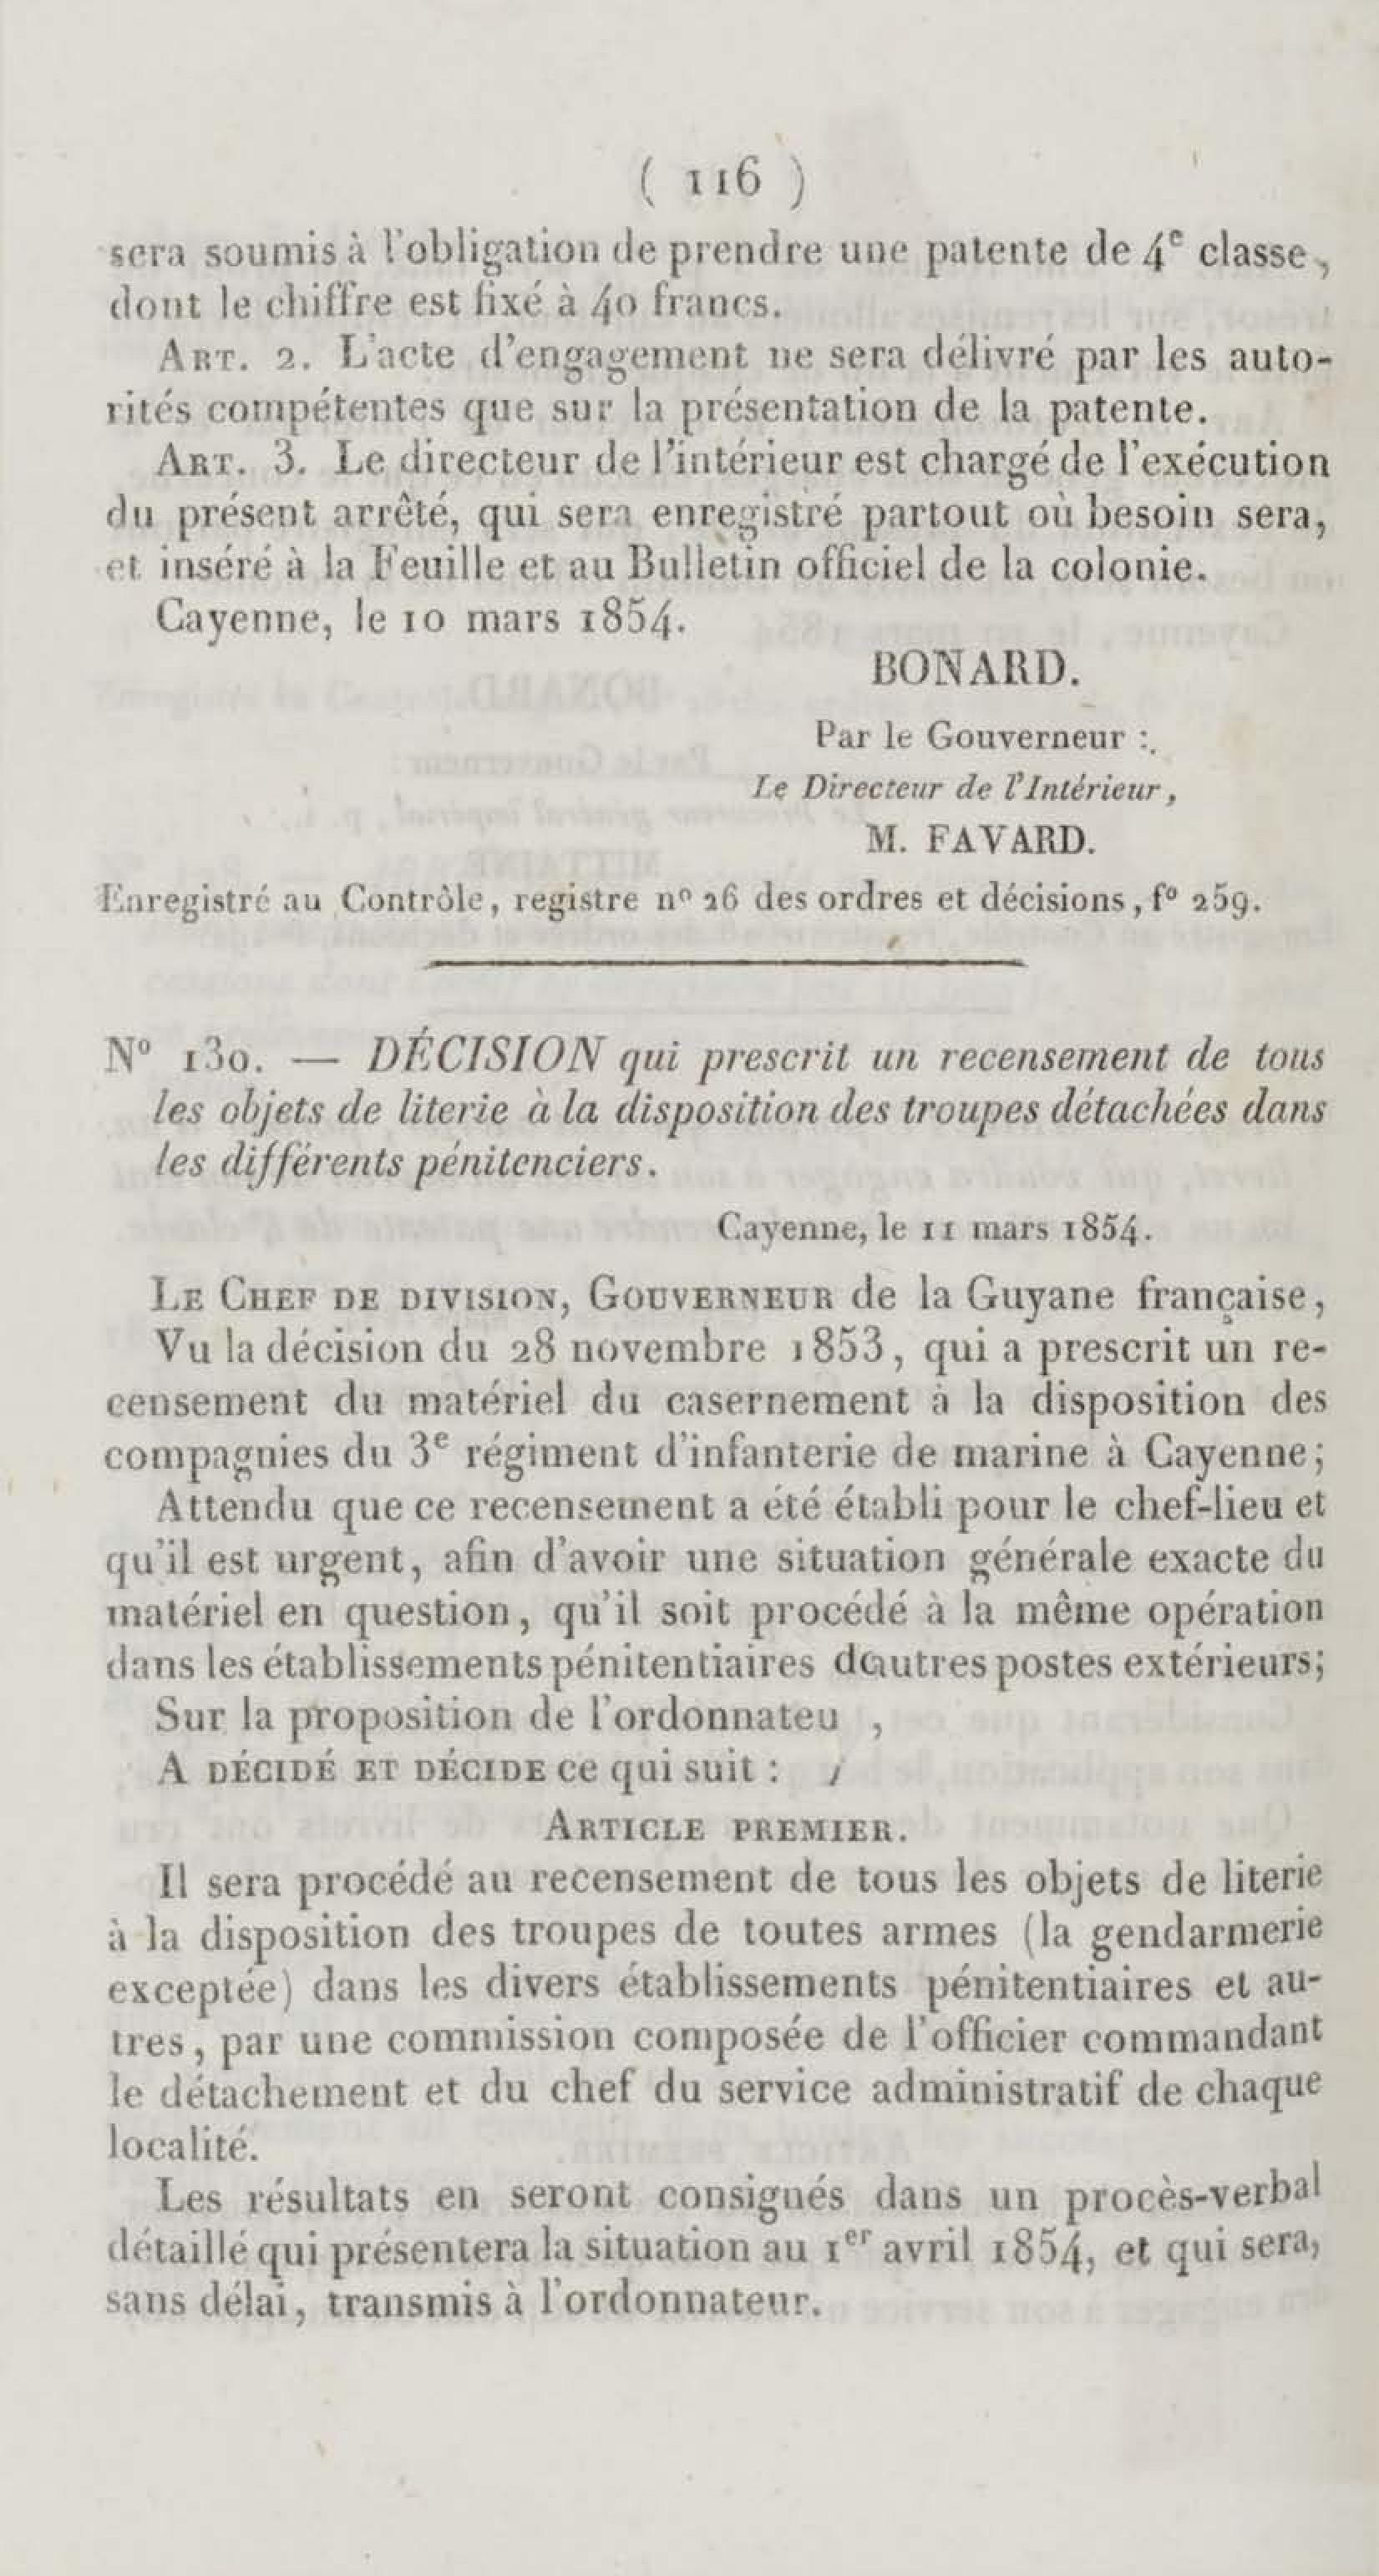 ( 116 )
sera soumis à l'obligation de prendre une patente de 4e classe,
dont le chiffre est fixé à 40 francs.
ART. 2. L'acte d'engagement ne sera délivré par les auto-
rités compétentes que sur la présentation de la patente.
ART. 3. Le directeur de l'intérieur est chargé de l'exécution
du présent arrêté, qui sera enregistré partout où besoin sera,
et inséré à la Feuille et au Bulletin officiel de la colonie.
Cayenne, le 10 mars 1854.
BONARD.
Par le Gouverneur :
Le Directeur de l'Intérieur,
M. FAVARD.
Enregistré au Contrôle, registre no 26 des ordres et décisions, fo 259.
No 130. — DÉCISION qui prescrit un recensement de tous
les objets de literie à la disposition des troupes détachées dans
les différents pénitenciers.
Cayenne, le 11 mars 1854.
LE CHEF DE DIVISION, GOUVERNEUR de la Guyane française,
Vu la décision du 28 novembre 1853, qui a prescrit un re-
censement du matériel du casernement à la disposition des
compagnies du 3e régiment d'infanterie de marine à Cayenne;
Attendu que ce recensement a été établi pour le chef-lieu et
qu'il est urgent, afin d'avoir une situation générale exacte du
matériel en question, qu'il soit procédé à la même opération
dans les établissements pénitentiaires dautres postes extérieurs;
Sur la proposition de l'ordonnateu ,
A DÉCIDÉ ET DÉCIDE ce qui suit : /
ARTICLE PREMIER.
Il sera procédé au recensement de tous les objets de literie
à la disposition des troupes de toutes armes (la gendarmerie
exceptée) dans les divers établissements pénitentiaires et au-
tres, par une commission composée de l'officier commandant
le détachement et du chef du service administratif de chaque
localité.
Les résultats en seront consignés dans un procès-verbal
détaillé qui présentera la situation au 1er avril 1854, et qui sera,
sans délai, transmis à l'ordonnateur.